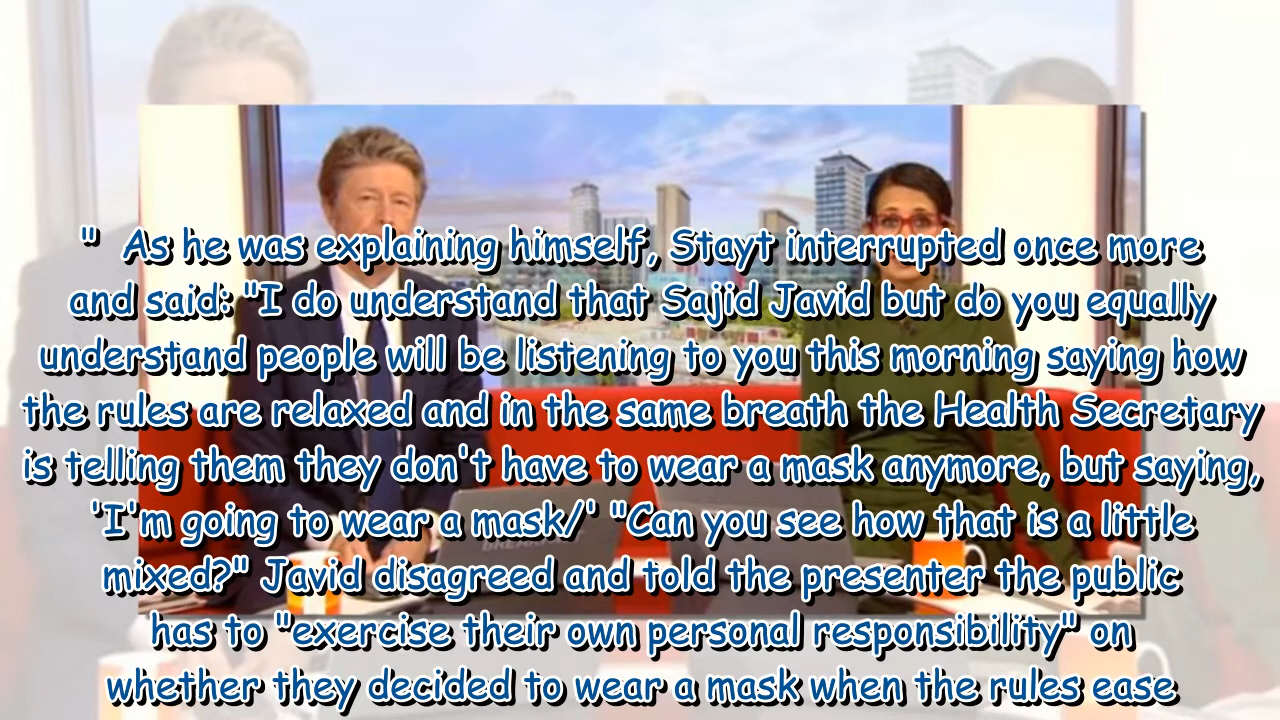 "  As he was explaining himself, Stayt interrupted once more
and said: "I do understand that Sajid Javid but do you equally
understand people will be listening to you this morning saying how
the rules are relaxed and in the same breath the Health Secretary
is telling them they don't have to wear a mask anymore, but saying,
'I'm going to wear a mask/' "Can you see how that is a little
mixed?" Javid disagreed and told the presenter the public
has to "exercise their own personal responsibility" on
whether they decided to wear a mask when the rules ease